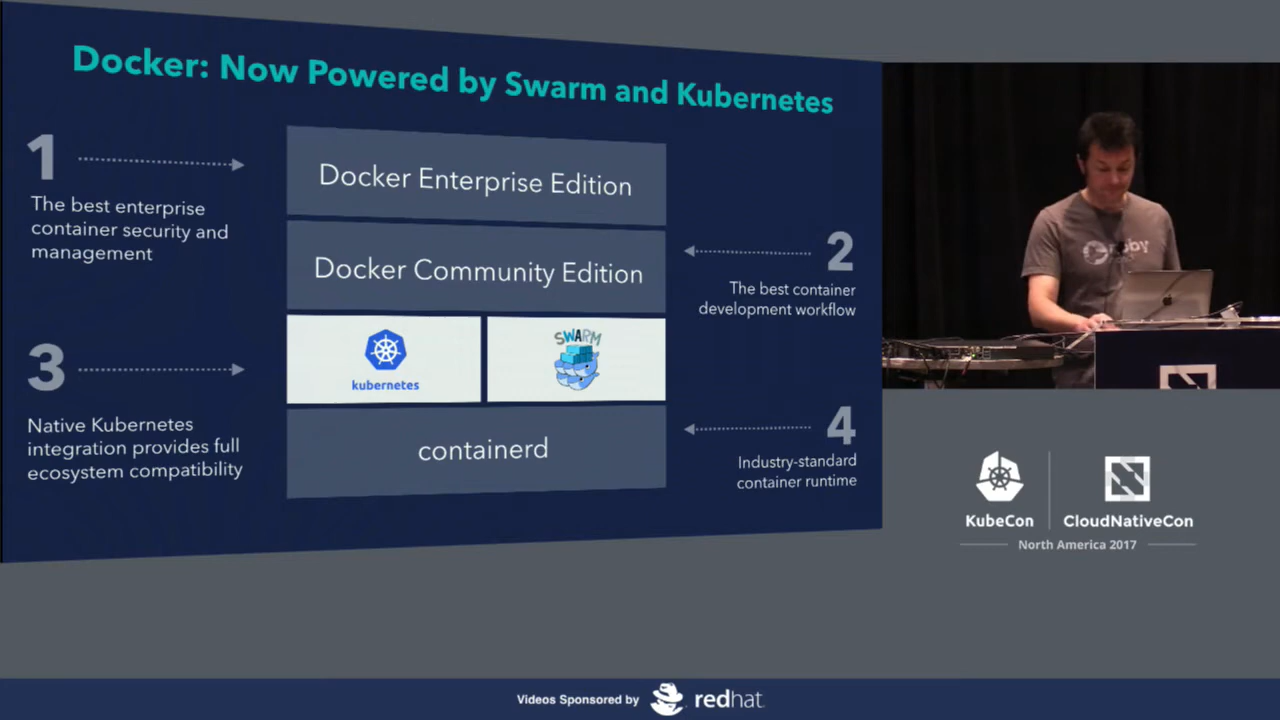 Docker: Now Powered by Swarm and Kubernetes
1
The best enterprise
container security and
management
Docker Enterprise Edition
Docker Community Edition
2
The best container
development workflow
3
Native Kubernetes
integration provides full
ecosystem compatibility
kubernetes
SWARM
containerd
4
Industry-standard
container runtime
KubeCon
CloudNativeCon
North America 2017
Videos Sponsored by
redhat